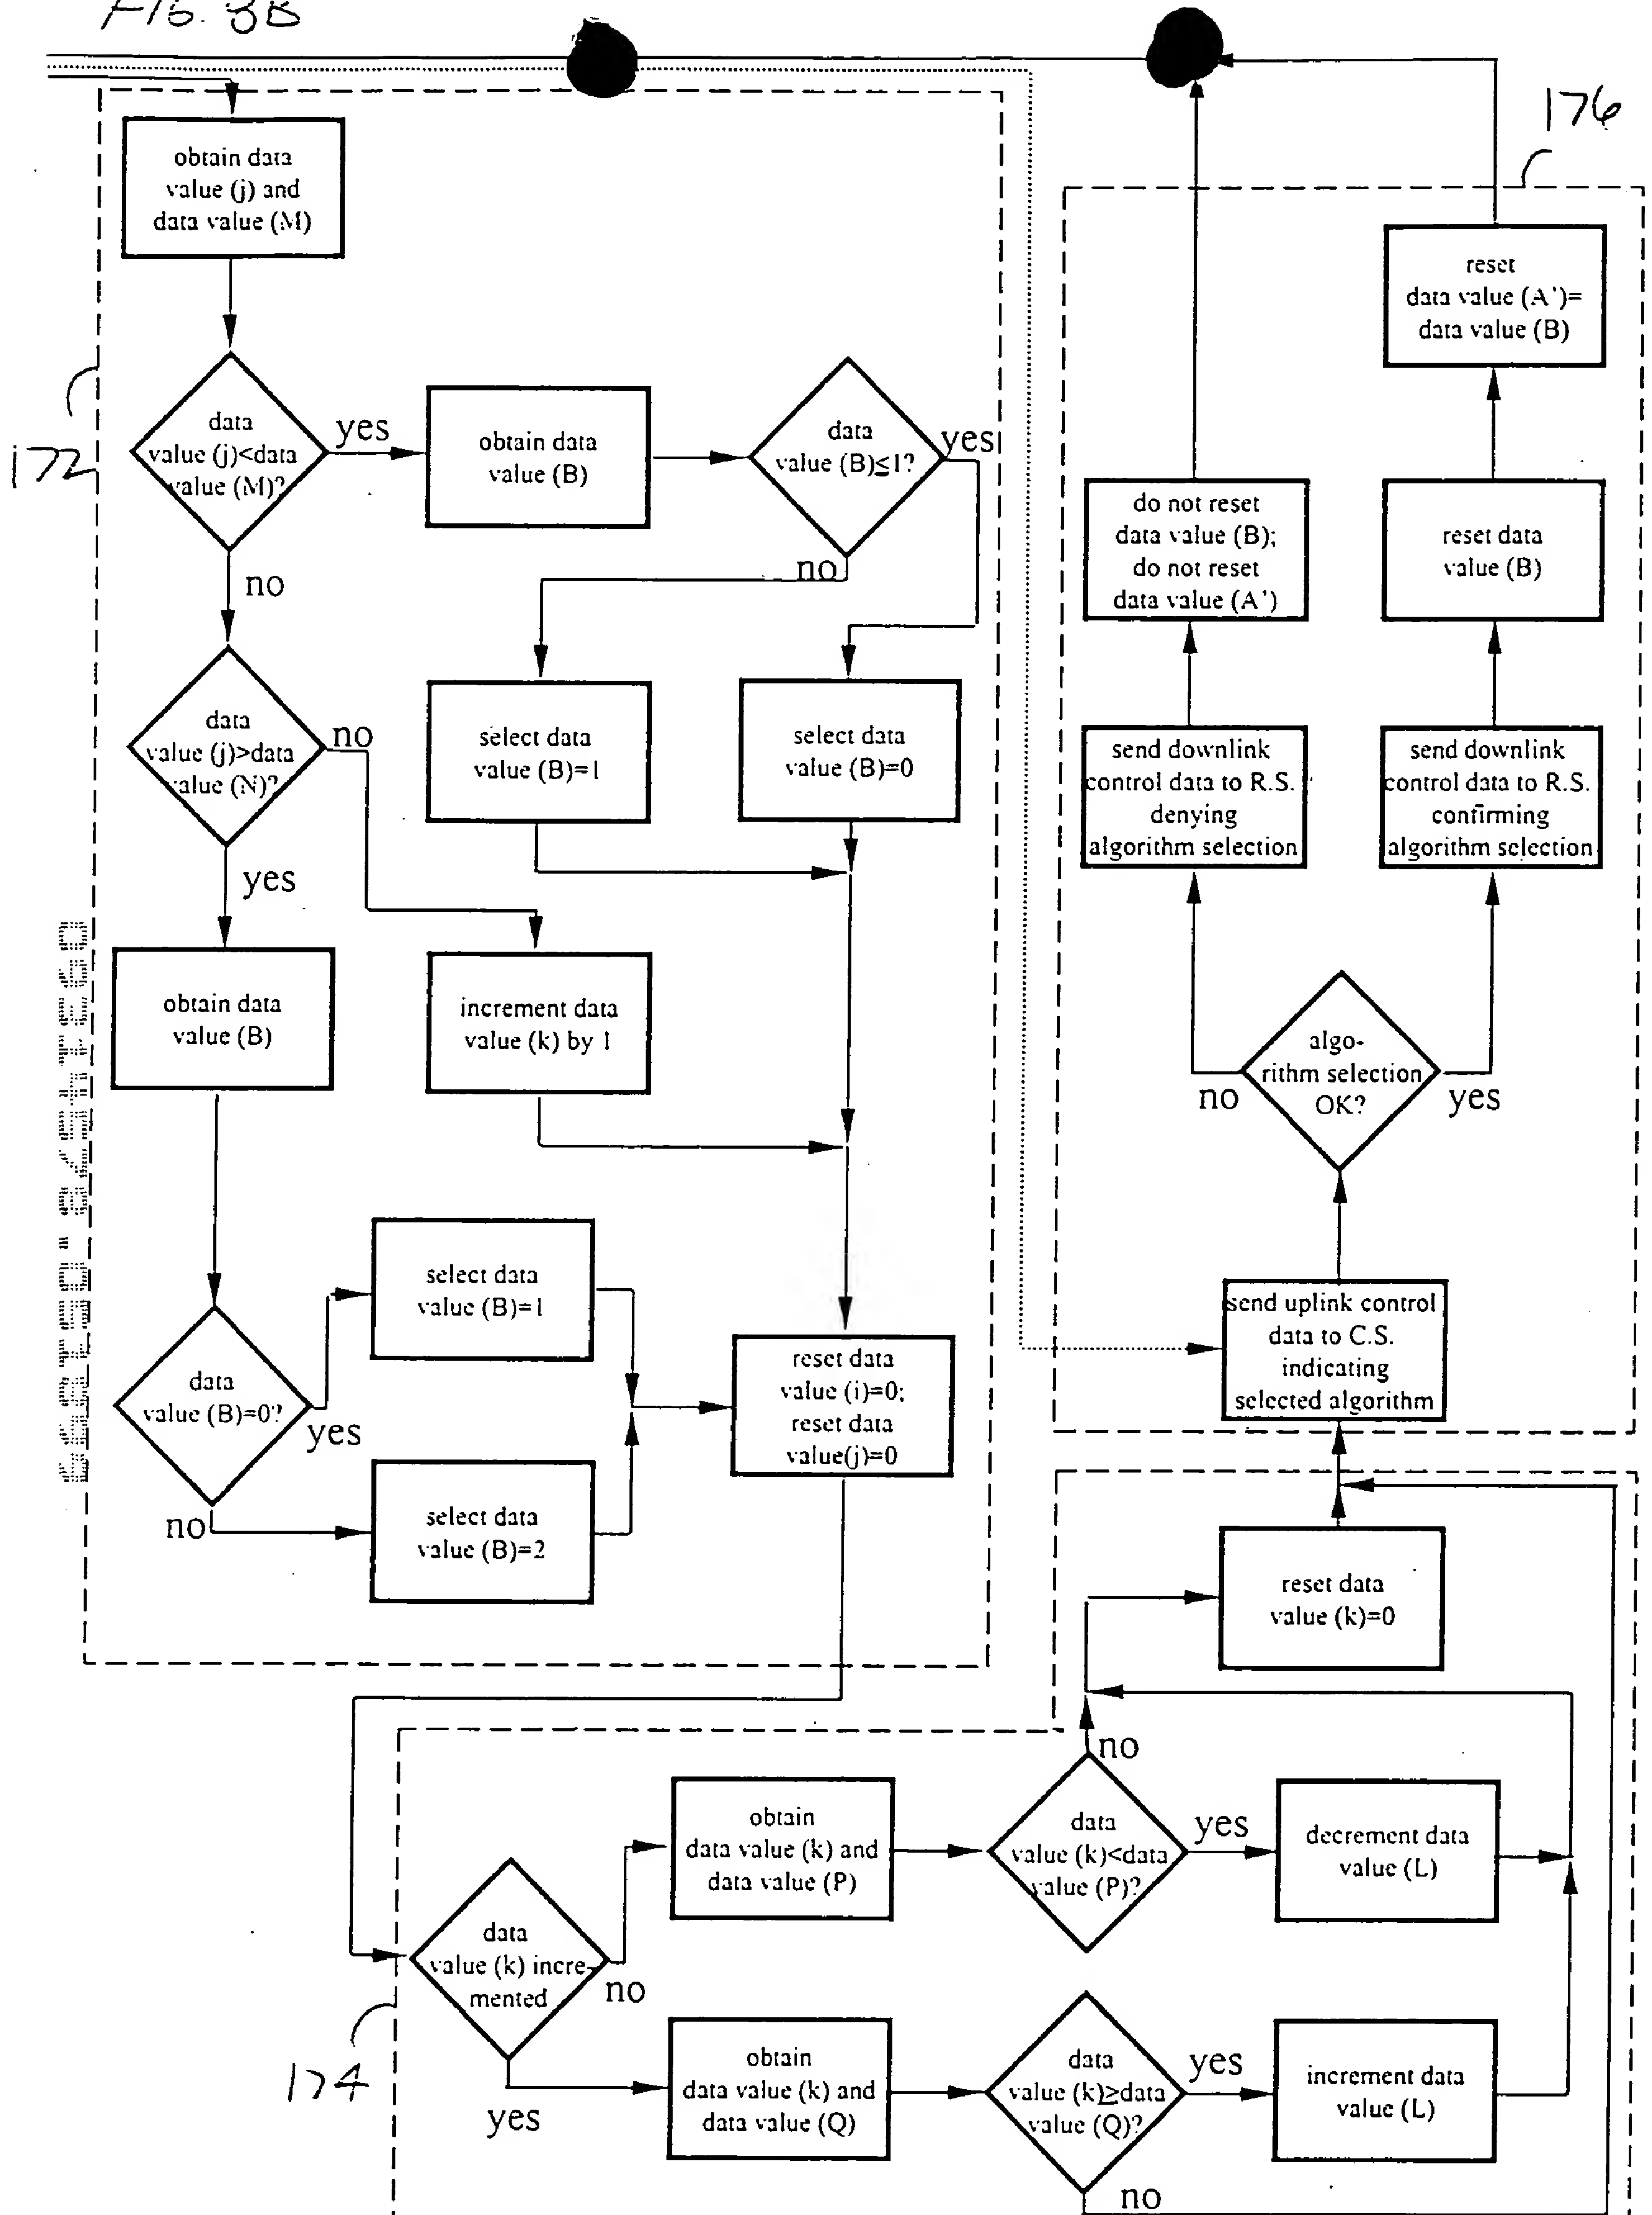 FIG. 3B
176
obtain data
value (j) and
data value (M)
172
data
value (j)<data
value (M)?
yes
no
obtain data
value (B)
data
value (B)≤1?
yes
no
data
value (j)>data
value (N)?
no
yes
select data
value (B)=1
select data
value (B)=0
obtain data
value (B)
increment data
value (k) by 1
data
value (B)=0?
yes
no
select data
value (B)=1
select data
value (B)=2
reset data
value (i)=0;
reset data
value(j)=0
reset
data value (A')=
data value (B)
do not reset
data value (B);
do not reset
data value (A')
reset data
value (B)
send downlink
control data to R.S.
denying
algorithm selection
send downlink
control data to R.S.
confirming
algorithm selection
algo-
rithm selection
OK?
no
yes
send uplink control
data to C.S.
indicating
selected algorithm
reset data
value (k)=0
174
data
value (k) incre-
mented
no
yes
obtain
data value (k) and
data value (P)
data
value (k)<data
value (P)?
no
yes
decrement data
value (L)
obtain
data value (k) and
data value (Q)
data
value (k)≥data
value (Q)?
yes
no
increment data
value (L)